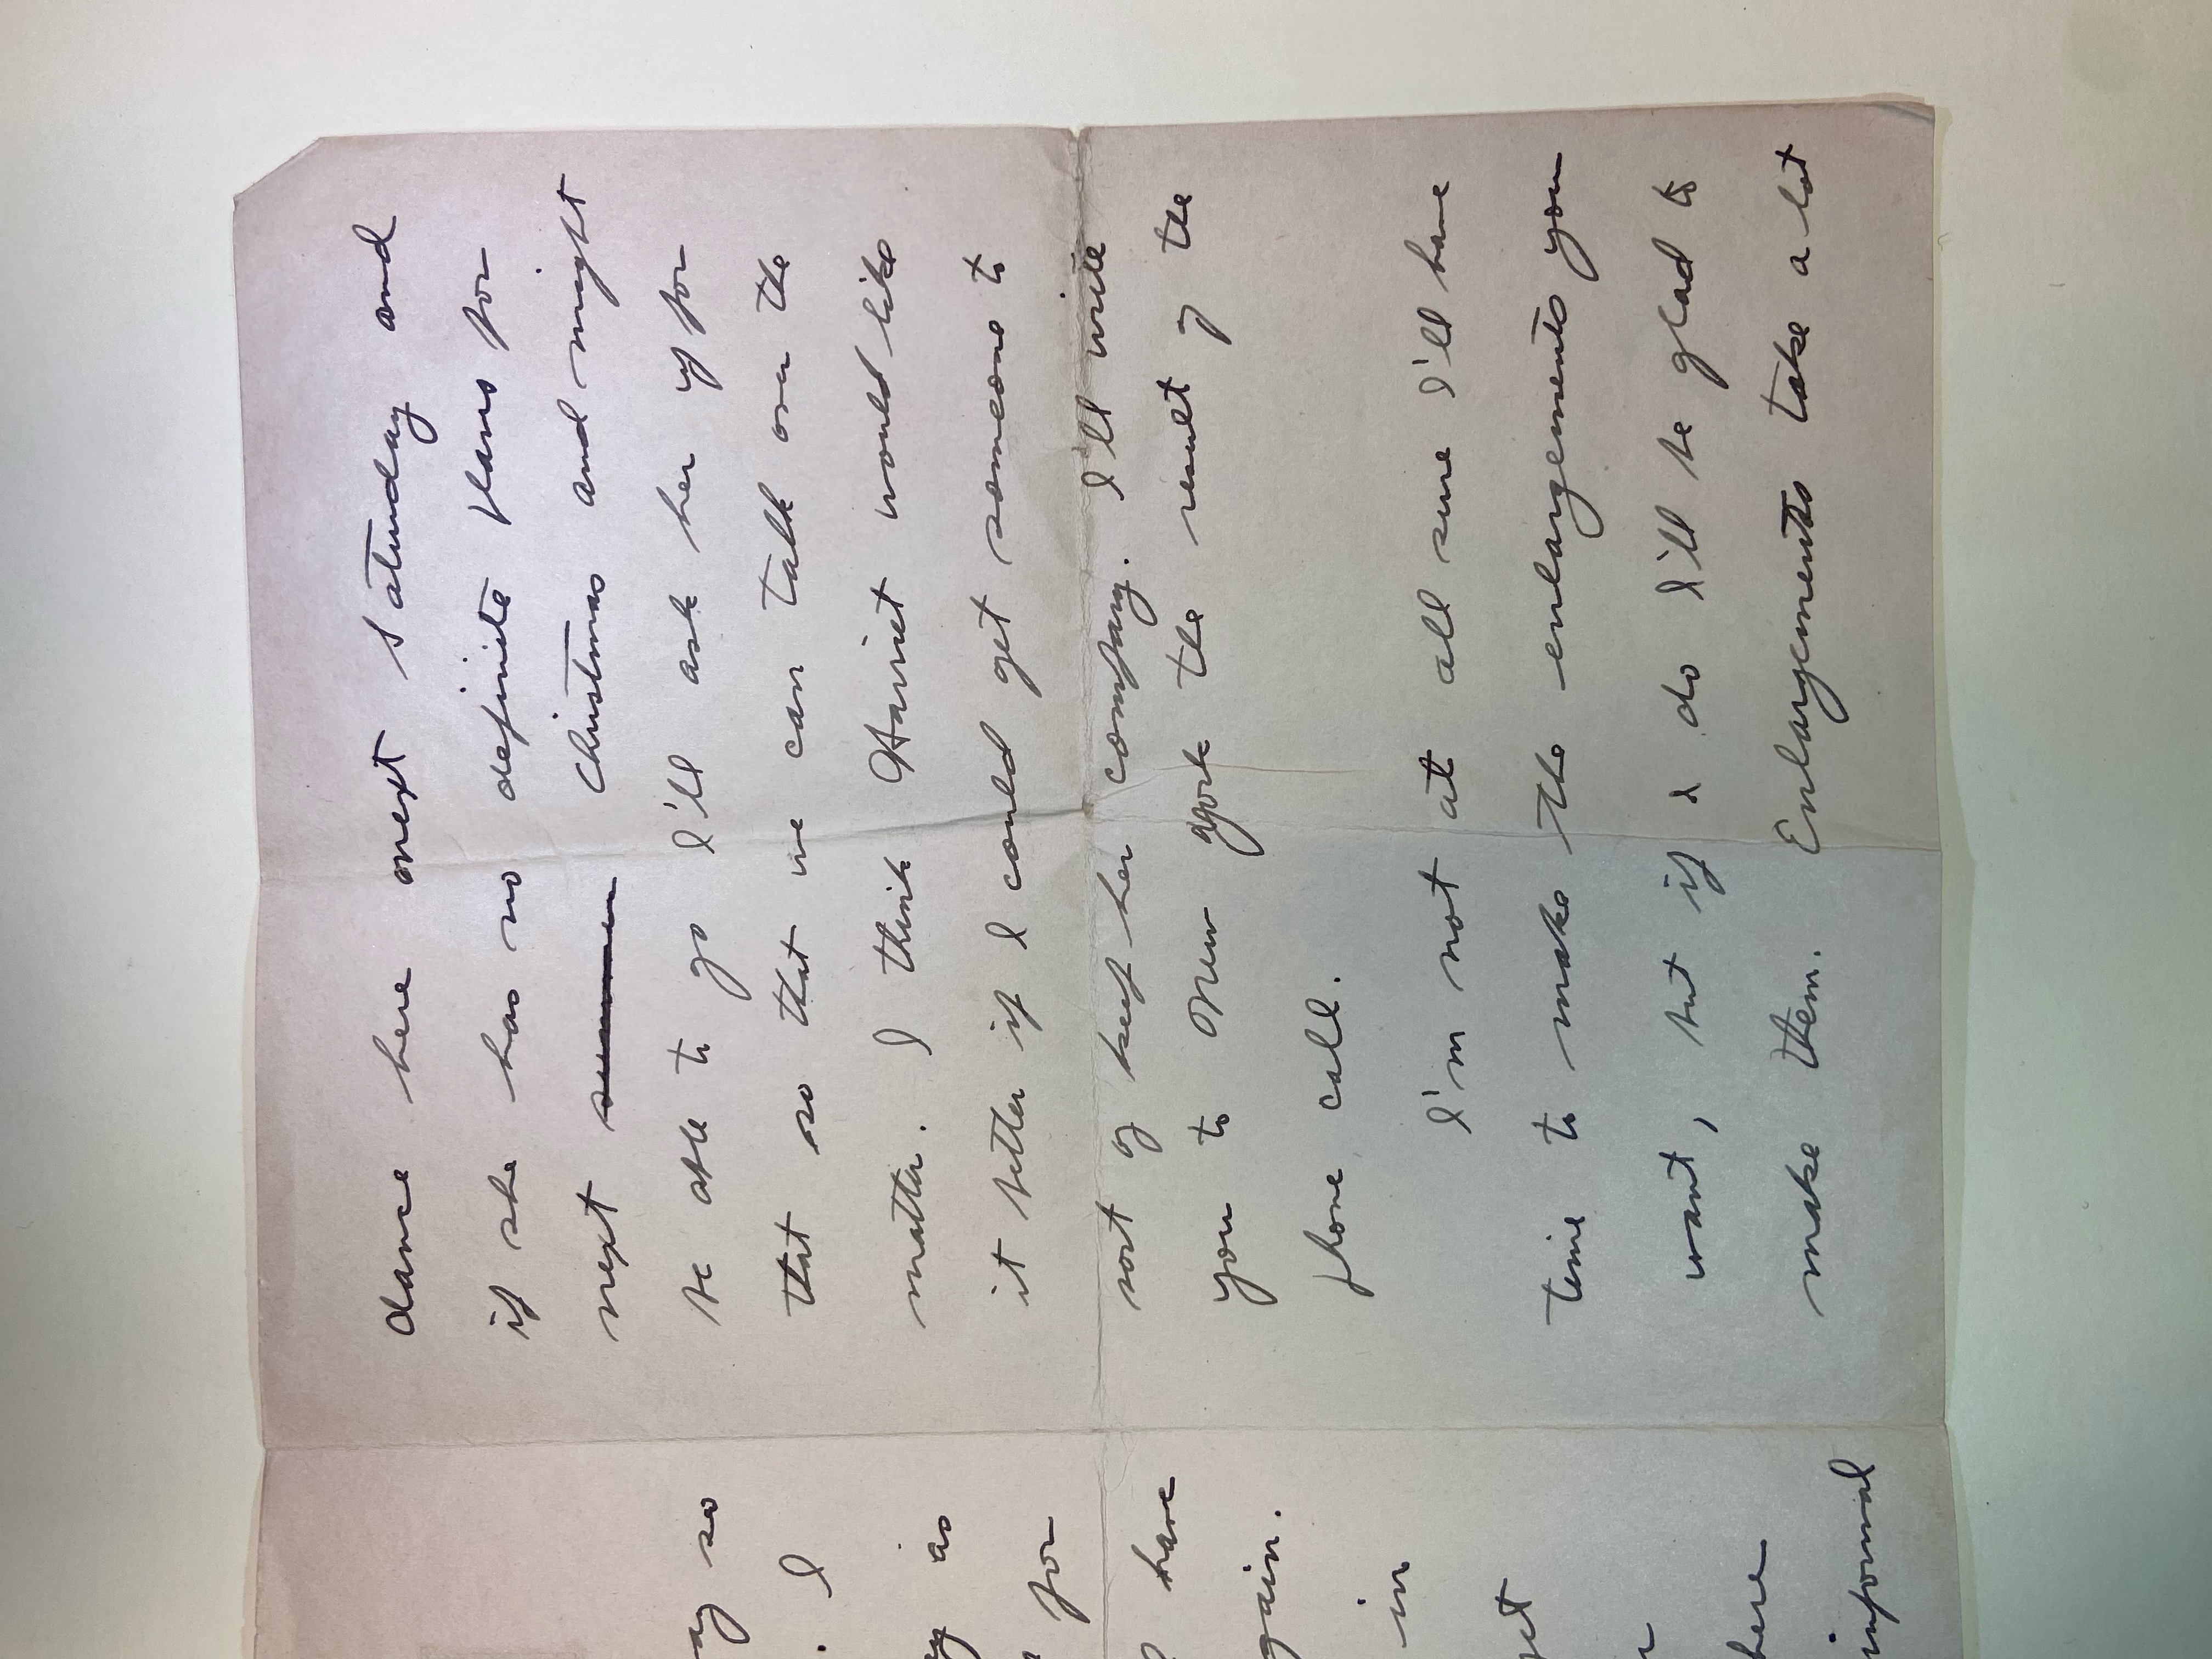 so
. I
as
for
have
in
here
informal
dance here next Saturday and
if she has no definite plans for
next summer Christmas and might
be able to go I'll ask her up for
that so that we can talk over the
matter. I think Harriet would like
it better if I could get someone to
sort of keep her company. I'll write
you to New York the result of the
phone call.
I'm not at all sure I'll have
time to make the enlargements you
want, but if I do I'll be glad to
make them. Enlargements take a lot